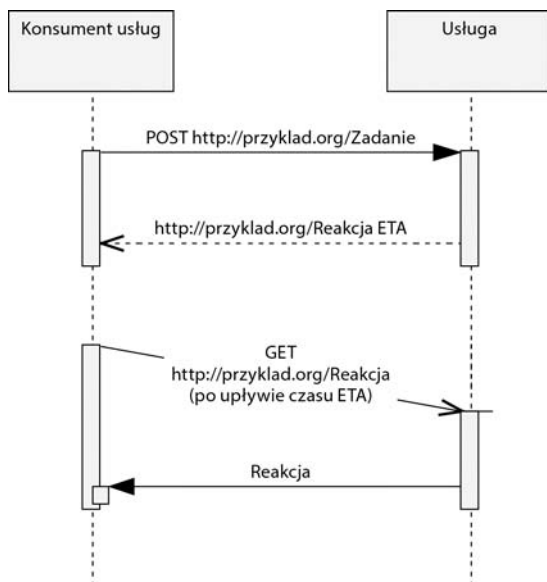 Konsument usług
Usługa
POST http://przyklad.org/Zadanie
http://przyklad.org/Reakcja ETA
GET
http://przyklad.org/Reakcja
(po upływie czasu ETA)
Reakcja